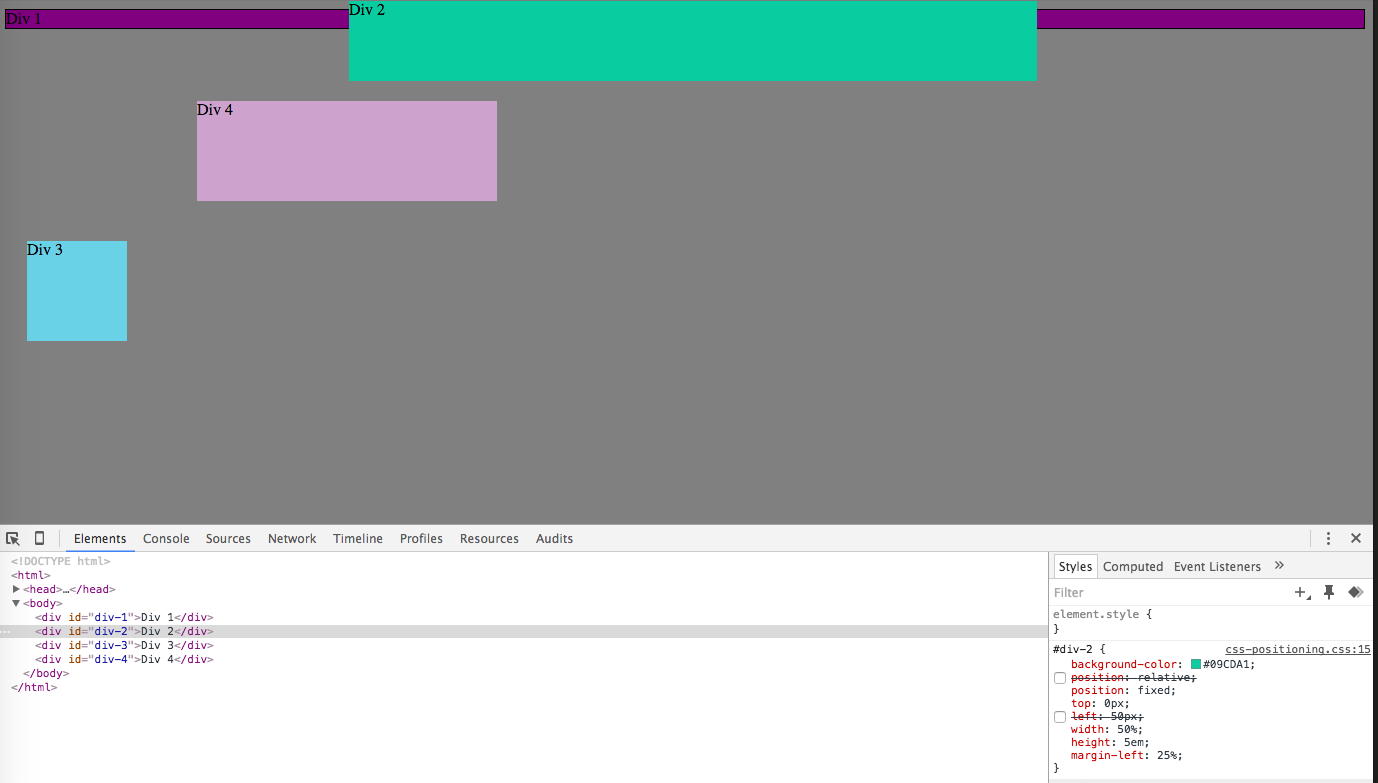 Div 1
Div 2
Div 4
Div 3
Elements Console Sources Network Timeline Profiles Resources Audits
<!DOCTYPE html>
<html>
<head>…</head>
<body>
<div id="div-1">Div 1</div>
<div id="div-2">Div 2</div>
<div id="div-3">Div 3</div>
<div id="div-4">Div 4</div>
</body>
</html>
Styles Computed Event Listeners »
Filter
element.style {
}
#div-2 { css-positioning.css:15
background-color: #09CDA1;
position: relative;
position: fixed;
top: 0px;
left: 50px;
width: 50%;
height: 5em;
margin-left: 25%;
}